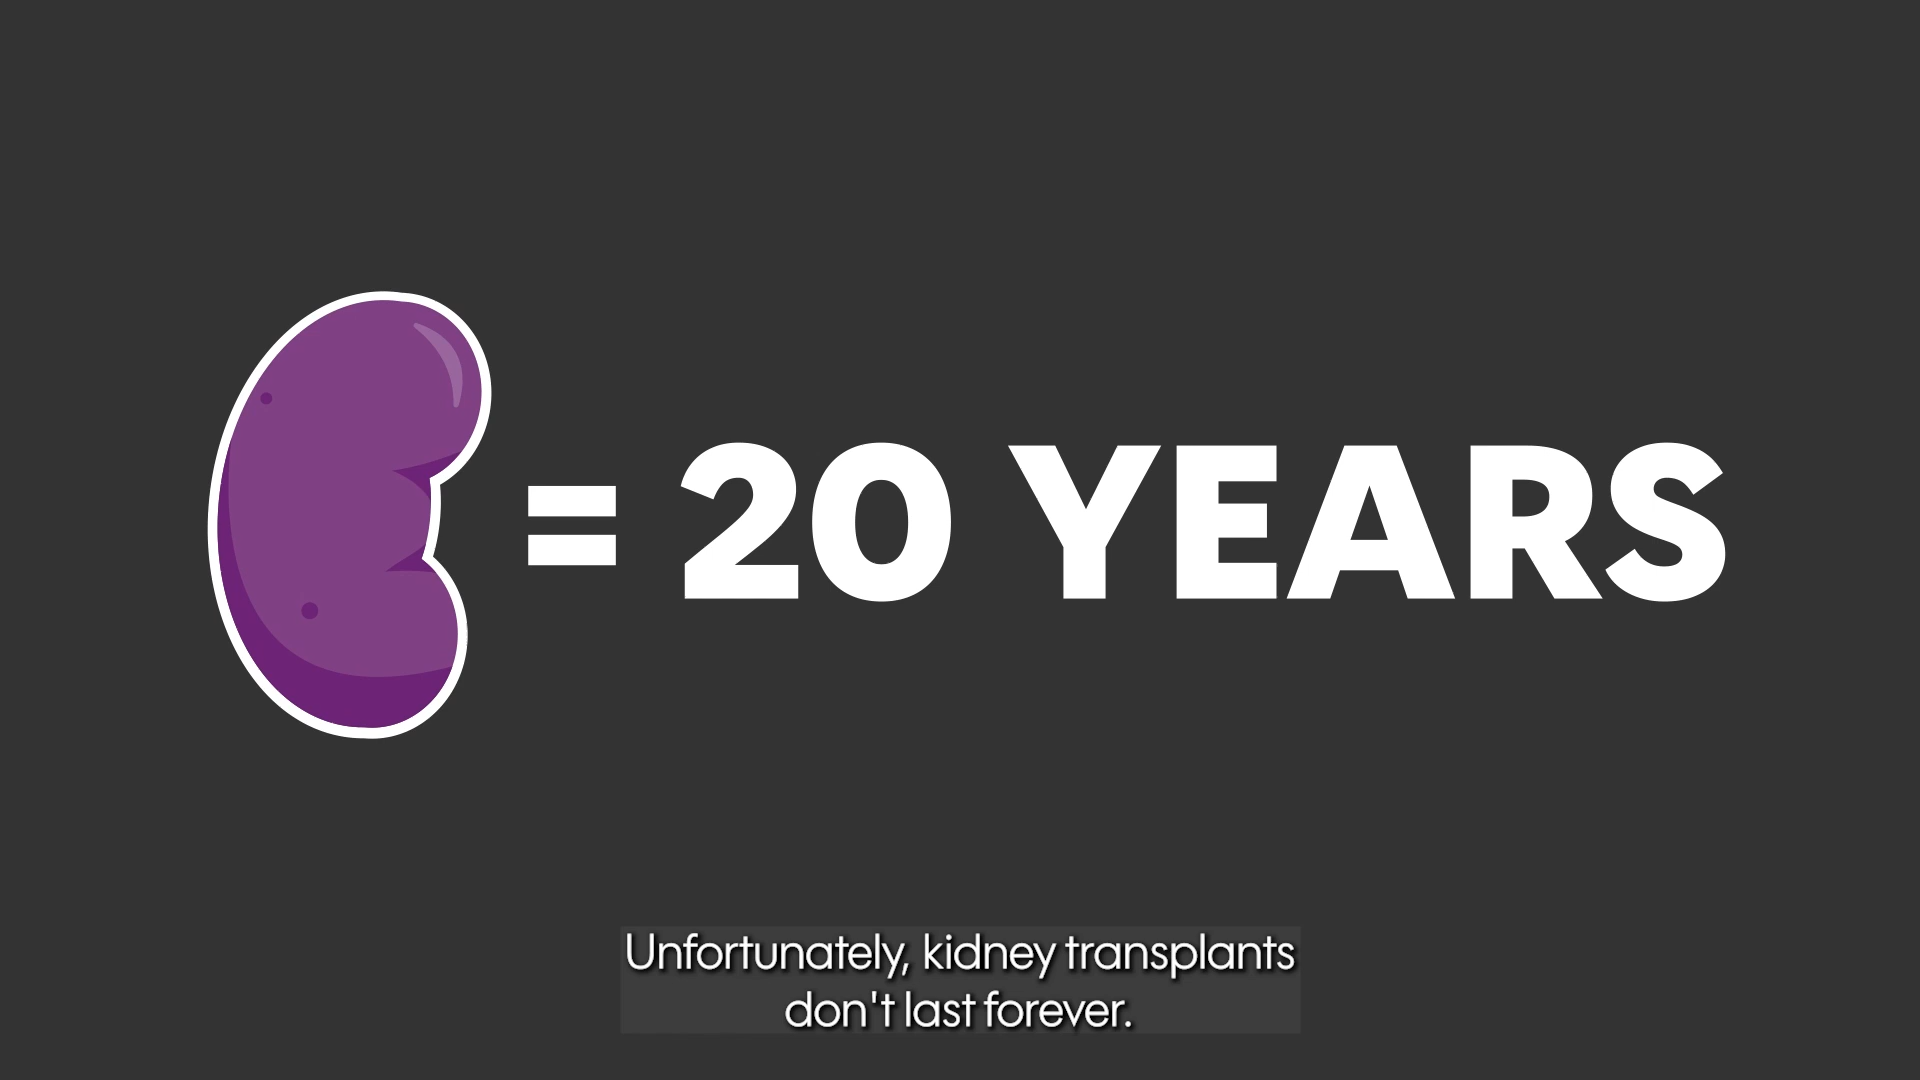 = 20 YEARS
Unfortunately, kidney transplants
don't last forever.